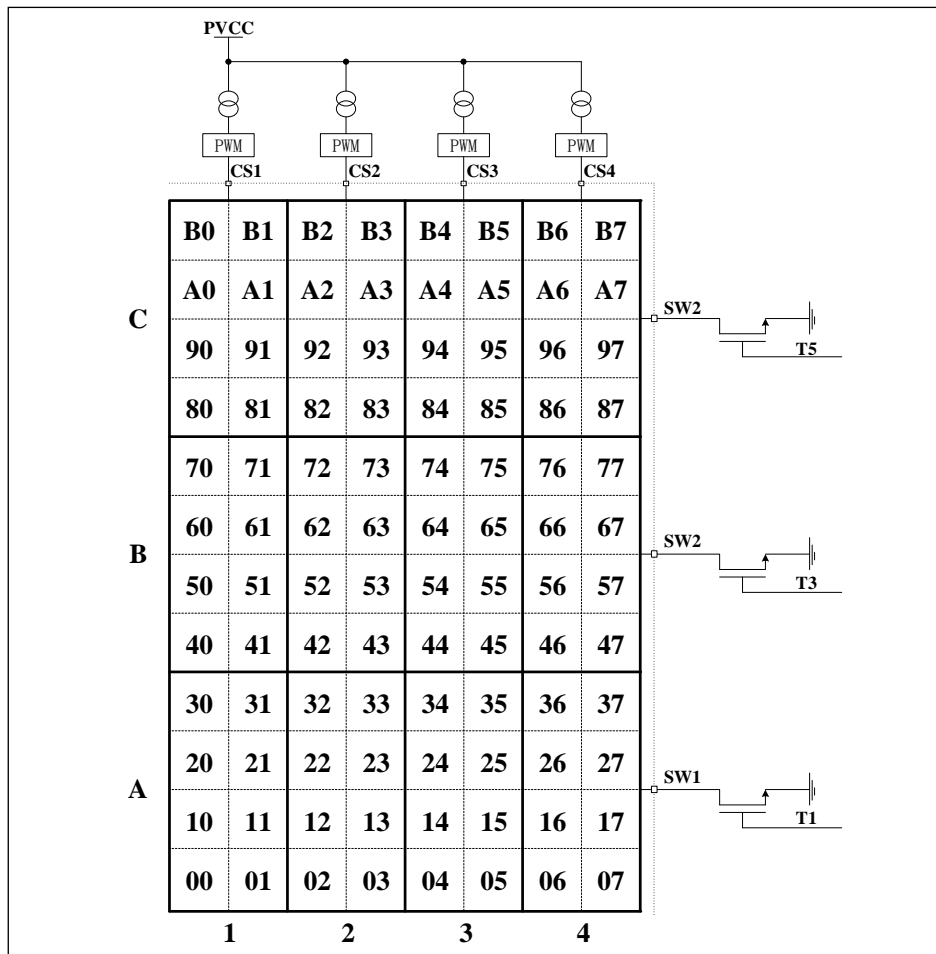 PVCC
PWM PWM PWM PWM
CS1 CS2 CS3 CS4
B0 B1 B2 B3 B4 B5 B6 B7
A0 A1 A2 A3 A4 A5 A6 A7
C SW2
90 91 92 93 94 95 96 97
T5
80 81 82 83 84 85 86 87
70 71 72 73 74 75 76 77
60 61 62 63 64 65 66 67
B SW2
50 51 52 53 54 55 56 57
T3
40 41 42 43 44 45 46 47
30 31 32 33 34 35 36 37
20 21 22 23 24 25 26 27
A SW1
10 11 12 13 14 15 16 17
T1
00 01 02 03 04 05 06 07
1 2 3 4